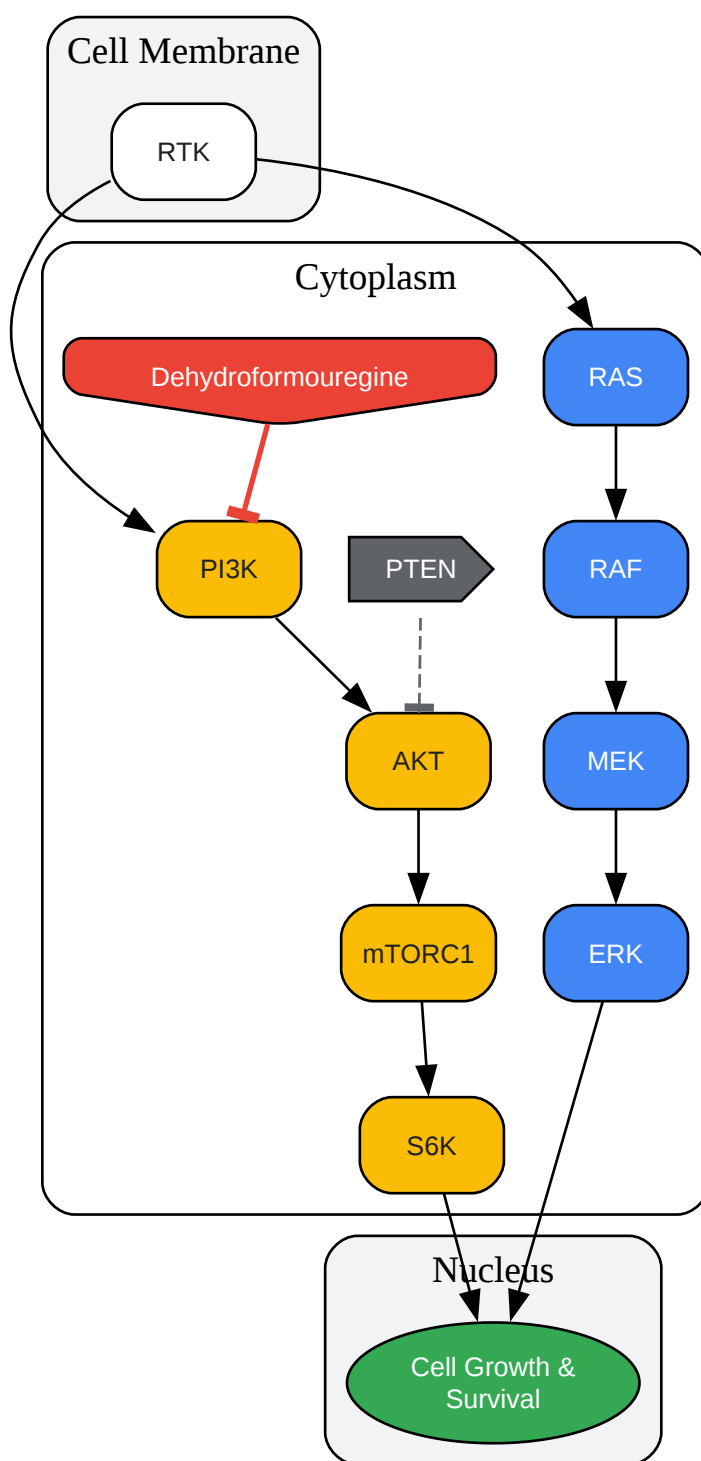 Cell Membrane
RTK
Cytoplasm
Dehydroformouregine
RAS
PI3K
PTEN
RAF
AKT
MEK
mTORC1
ERK
S6K
Nucleus
Cell Growth &
Survival